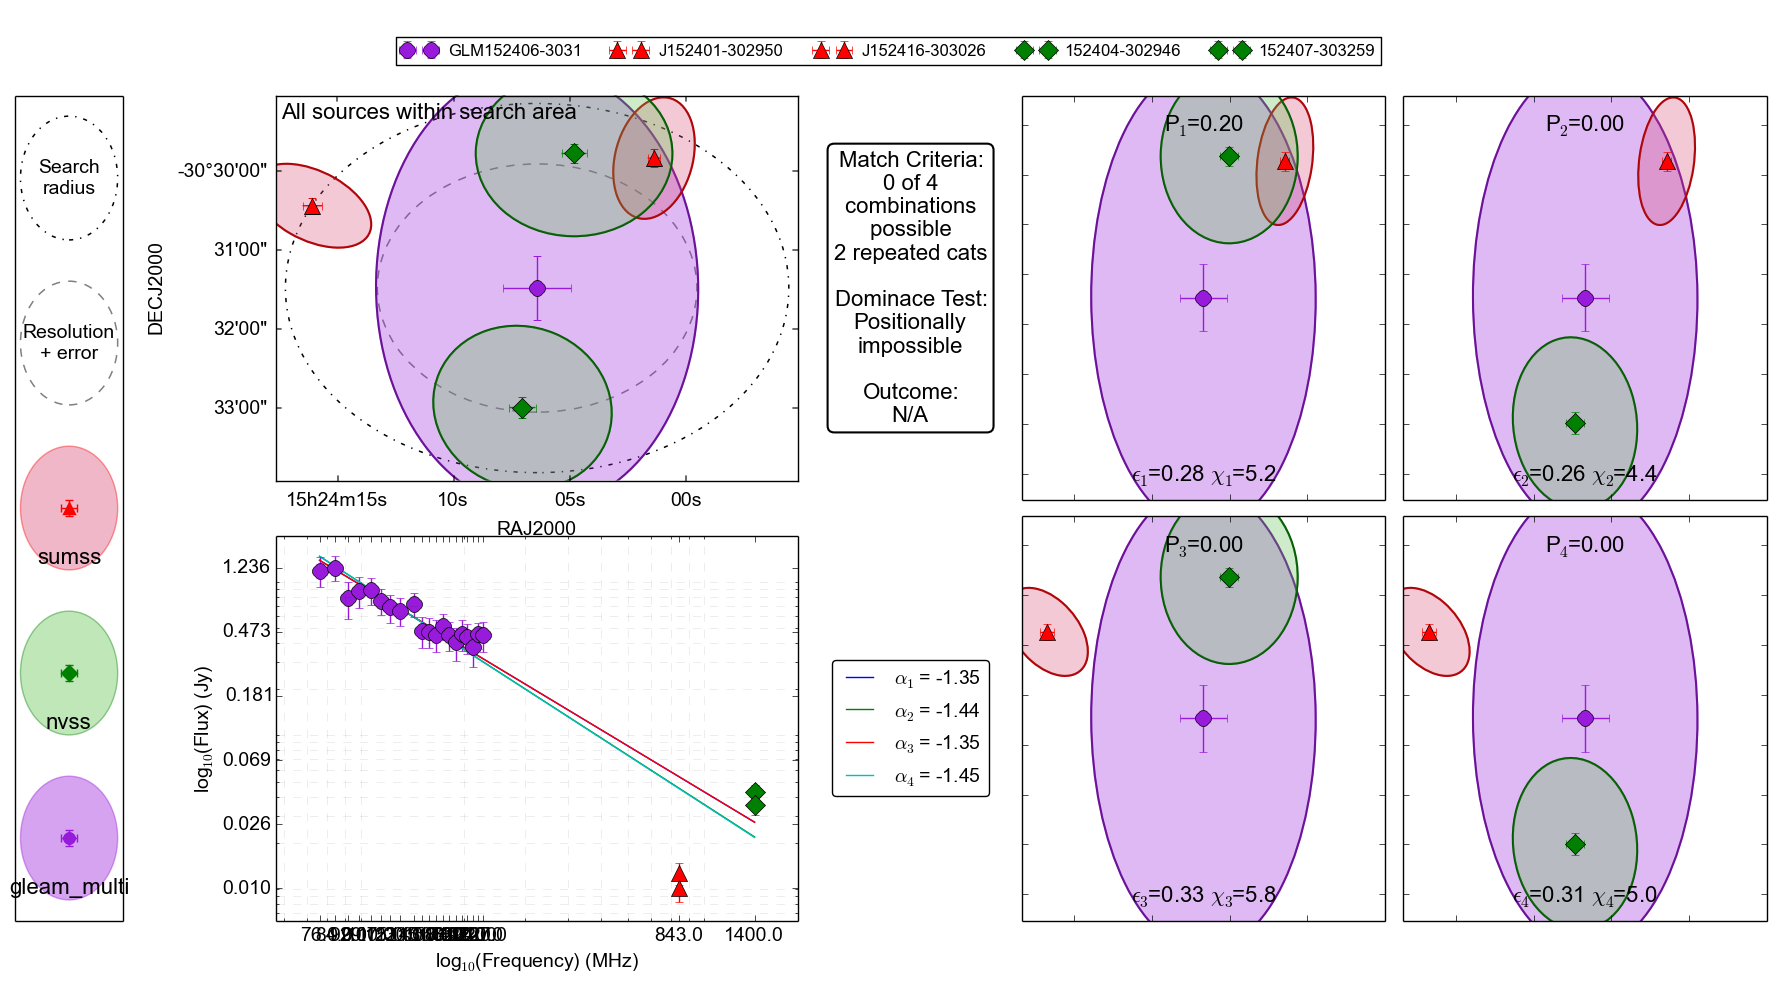 GLM152406-3031 J152401-302950 J152416-303026 152404-302946 152407-303259
Search
radius
Resolution
+ error
sumss
nvss
gleam_multi
All sources within search area
DECJ2000
-30°30'00"
31'00"
32'00"
33'00"
15h24m15s 10s 05s 00s
RAJ2000
log10(Flux) (Jy)
1.236
0.473
0.181
0.069
0.026
0.010
843.0 1400.0
log10(Frequency) (MHz)
Match Criteria:
0 of 4
combinations
possible
2 repeated cats
Dominace Test:
Positionally
impossible
Outcome:
N/A
α1 = -1.35
α2 = -1.44
α3 = -1.35
α4 = -1.45
P1=0.20
ϵ1=0.28 χ1=5.2
P2=0.00
ϵ2=0.26 χ2=4.4
P3=0.00
ϵ3=0.33 χ3=5.8
P4=0.00
ϵ4=0.31 χ4=5.0